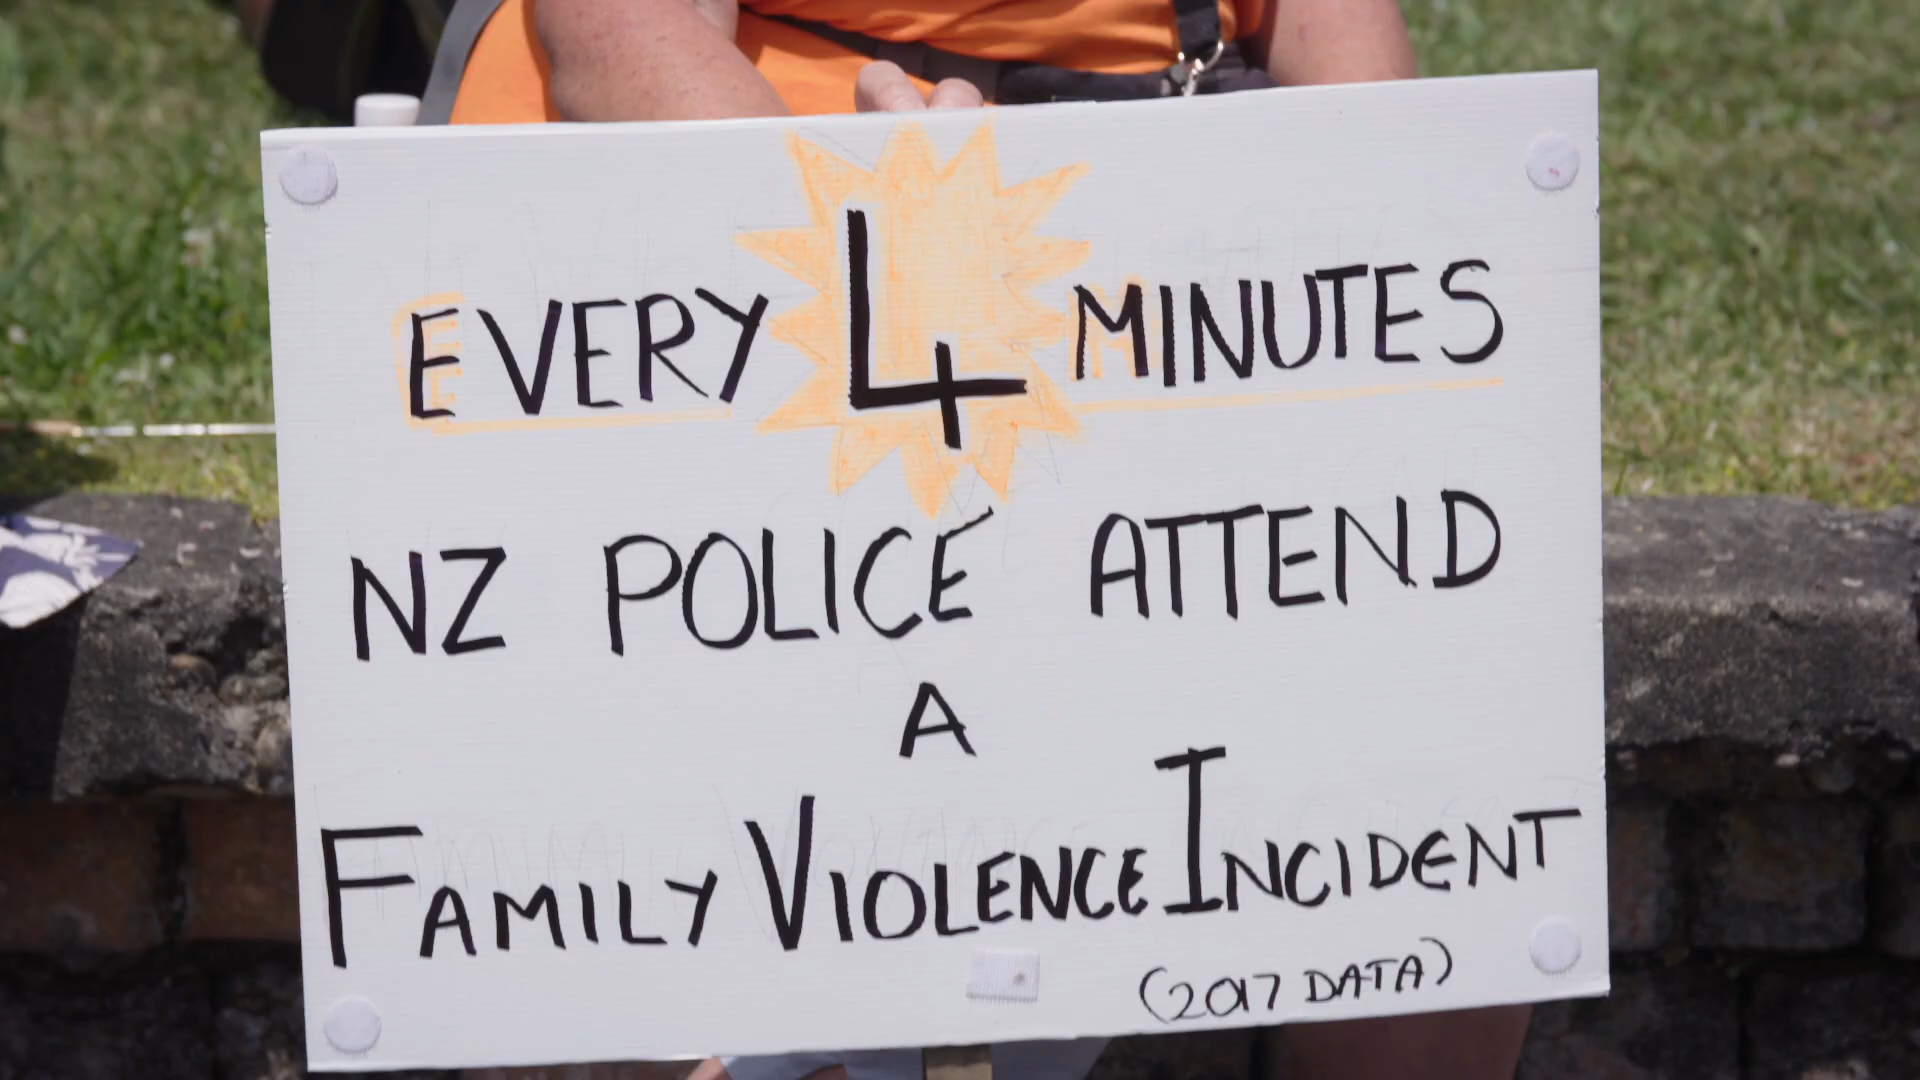 EVERY 4 MINUTES
NZ POLICE ATTEND
A
FAMILY VIOLENCE INCIDENT
(2017 DATA)